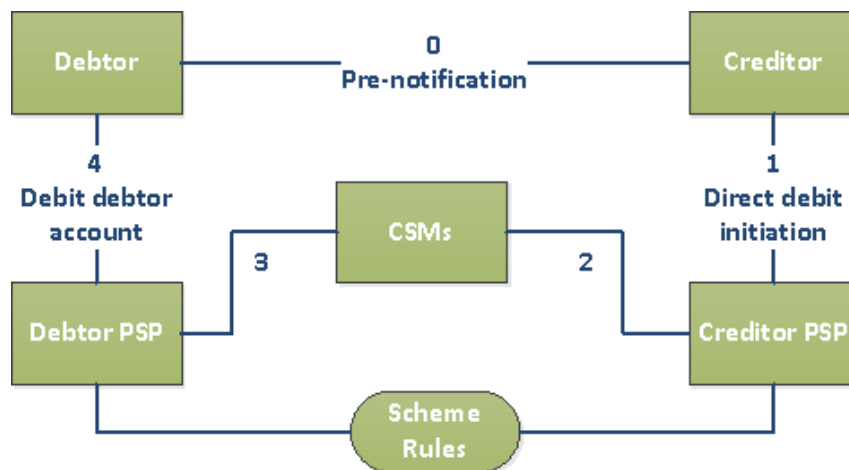 0
Debtor
Creditor
Pre-notification
4
1
Debit debtor
account
CSMs
Direct debit
initiation
3
2
Debtor PSP
Creditor PSP
Scheme
Rules